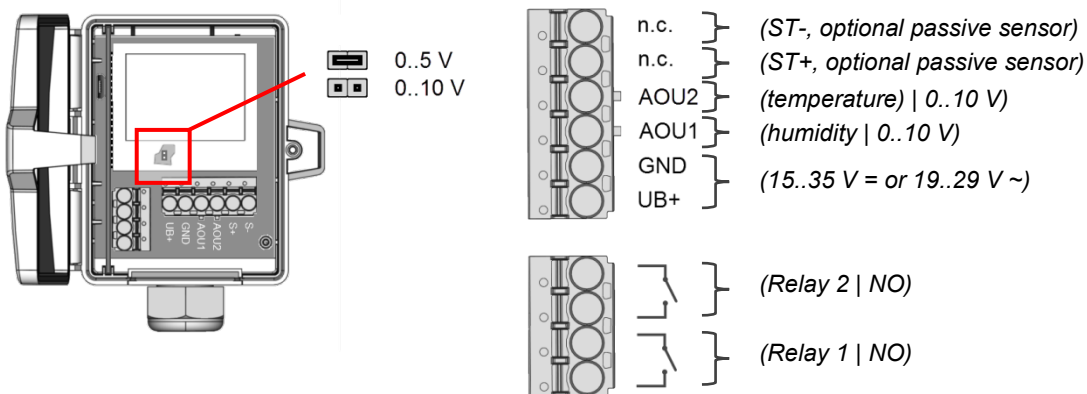 0..5 V
0..10 V
UB+
GND
AOU1
AOU2
S+
S-
n.c. (ST-, optional passive sensor)
n.c. (ST+, optional passive sensor)
AOU2 (temperature) | 0..10 V)
AOU1 (humidity | 0..10 V)
GND
UB+ (15..35 V = or 19..29 V ~)
(Relay 2 | NO)
(Relay 1 | NO)